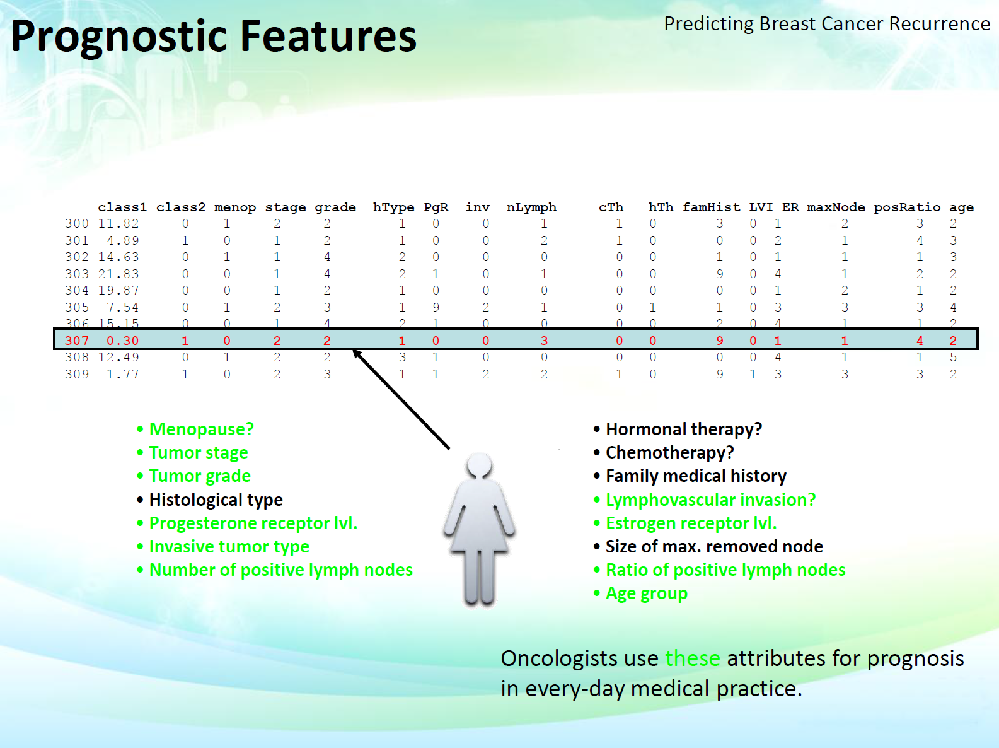 Prognostic Features
Predicting Breast Cancer Recurrence
class1 class2 menop stage grade hType PgR inv nLymph cTh hTh famHist LVI ER maxNode posRatio age
300 11.82 0 1 2 2 1 0 0 1 1 0 3 0 1 2 3 2
301 4.89 1 0 1 2 1 0 0 2 1 0 0 0 2 1 4 3
302 14.63 0 1 1 4 2 0 0 0 0 0 1 0 1 1 1 3
303 21.83 0 0 1 4 2 1 0 1 0 0 9 0 4 1 2 2
304 19.87 0 0 1 2 1 0 0 0 0 0 0 0 1 2 1 2
305 7.54 0 1 2 3 1 9 2 1 0 1 1 0 3 3 3 4
306 15.15 0 0 1 4 2 1 0 0 0 0 2 0 4 1 1 2
307 0.30 1 0 2 2 1 0 0 3 0 0 9 0 1 1 4 2
308 12.49 0 1 2 2 3 1 0 0 0 0 0 0 4 1 1 5
309 1.77 1 0 2 3 1 1 2 2 1 0 9 1 3 3 3 2
• Menopause?
• Tumor stage
• Tumor grade
• Histological type
• Progesterone receptor lvl.
• Invasive tumor type
• Number of positive lymph nodes
• Hormonal therapy?
• Chemotherapy?
• Family medical history
• Lymphovascular invasion?
• Estrogen receptor lvl.
• Size of max. removed node
• Ratio of positive lymph nodes
• Age group
Oncologists use these attributes for prognosis
in every-day medical practice.